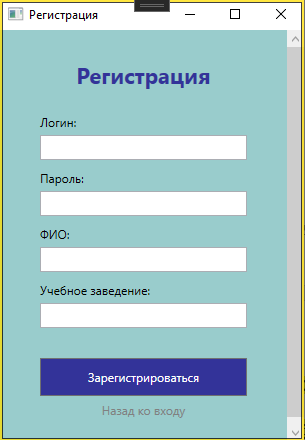 Регистрация
Регистрация
Логин:
Пароль:
ФИО:
Учебное заведение:
Зарегистрироваться
Назад ко входу